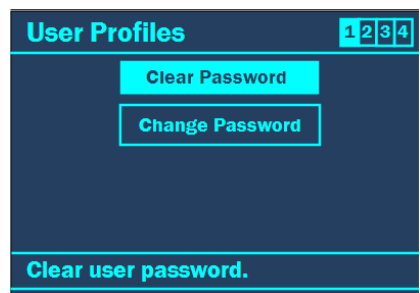 User Profiles 1 2 3 4
Clear Password
Change Password
Clear user password.